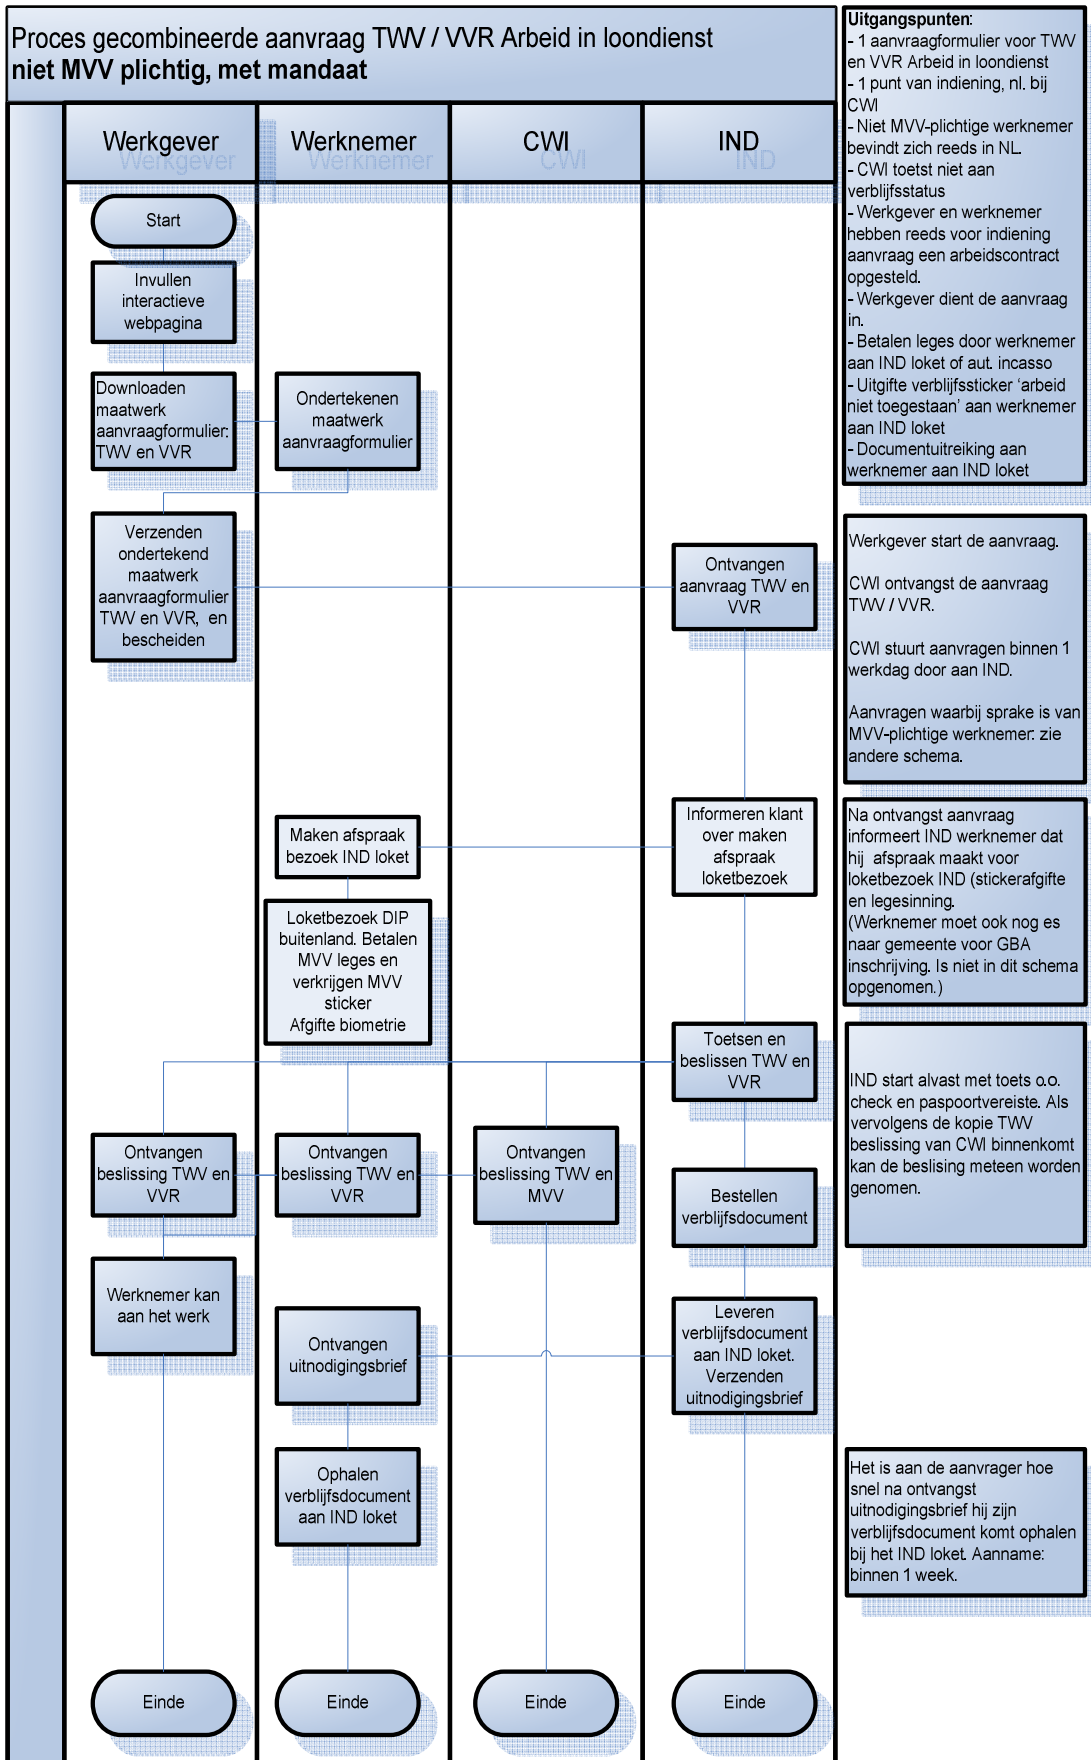 Proces gecombineerde aanvraag TWV / VVR Arbeid in loondienst
niet MVV plichtig, met mandaat
Werkgever
Werknemer
CWI
IND
Start
Invullen
interactieve
webpagina
Downloaden
maatwerk
aanvraagformulier:
TWV en VVR
Ondertekenen
maatwerk
aanvraagformulier
Verzenden
ondertekend
maatwerk
aanvraagformulier
TWV en VVR, en
bescheiden
Ontvangen
aanvraag TWV en
VVR
Maken afspraak
bezoek IND loket
Informeren klant
over maken
afspraak
loketbezoek
Loketbezoek DIP
buitenland. Betalen
MVV leges en
verkrijgen MVV
sticker
Afgifte biometrie
Toetsen en
beslissen TWV en
VVR
Ontvangen
beslissing TWV en
VVR
Ontvangen
beslissing TWV en
VVR
Ontvangen
beslissing TWV en
MVV
Bestellen
verblijfsdocument
Werknemer kan
aan het werk
Ontvangen
uitnodigingsbrief
Leveren
verblijfsdocument
aan IND loket.
Verzenden
uitnodigingsbrief
Ophalen
verblijfsdocument
aan IND loket
Einde
Einde
Einde
Einde
Uitgangspunten:
- 1 aanvraagformulier voor TWV
en VVR Arbeid in loondienst
- 1 punt van indiening, nl. bij
CWI
- Niet MVV-plichtige werknemer
bevindt zich reeds in NL.
- CWI toetst niet aan
verblijfsstatus
- Werkgever en werknemer
hebben reeds voor indiening
aanvraag een arbeidscontract
opgesteld.
- Werkgever dient de aanvraag
in.
- Betalen leges door werknemer
aan IND loket of aut. incasso
- Uitgifte verblijfssticker 'arbeid
niet toegestaan' aan werknemer
aan IND loket
- Documentuitreiking aan
werknemer aan IND loket
Werkgever start de aanvraag.
CWI ontvangst de aanvraag
TWV / VVR.
CWI stuurt aanvragen binnen 1
werkdag door aan IND.
Aanvragen waarbij sprake is van
MVV-plichtige werknemer: zie
andere schema.
Na ontvangst aanvraag
informeert IND werknemer dat
hij afspraak maakt voor
loketbezoek IND (stickerafgifte
en legesinning.
(Werknemer moet ook nog es
naar gemeente voor GBA
inschrijving. Is niet in dit schema
opgenomen.)
IND start alvast met toets o.o.
check en paspoortvereiste. Als
vervolgens de kopie TWV
beslissing van CWI binnenkomt
kan de beslising meteen worden
genomen.
Het is aan de aanvrager hoe
snel na ontvangst
uitnodigingsbrief hij zijn
verblijfsdocument komt ophalen
bij het IND loket. Aanname:
binnen 1 week.